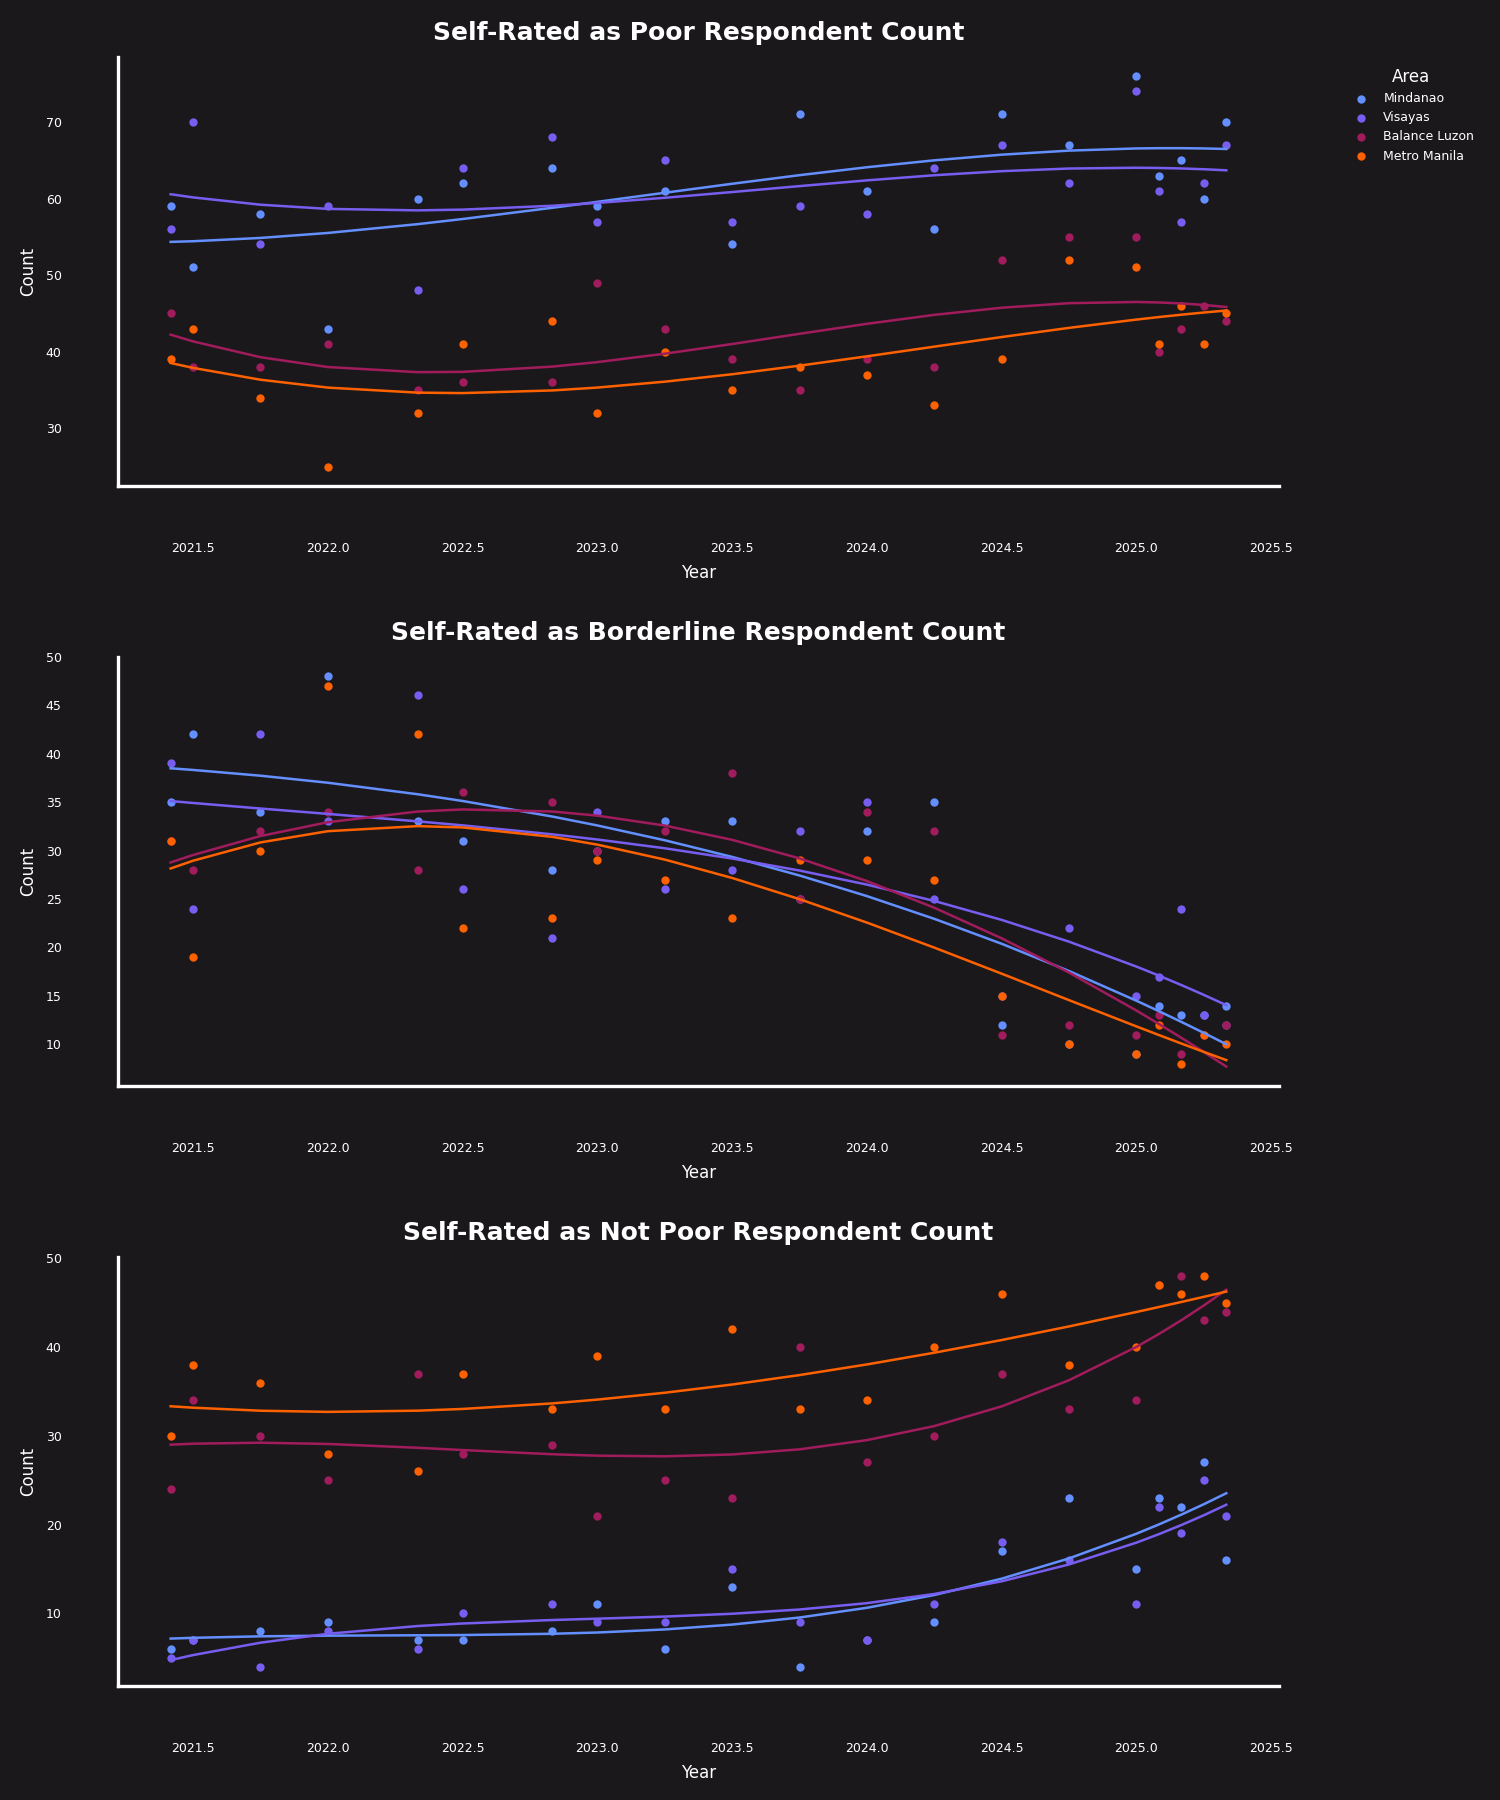 Self-Rated as Poor Respondent Count
Area
Mindanao
Visayas
Balance Luzon
Metro Manila
70
60
50
40
30
Count
2021.5 2022.0 2022.5 2023.0 2023.5 2024.0 2024.5 2025.0 2025.5
Year
Self-Rated as Borderline Respondent Count
50
45
40
35
30
25
20
15
10
Count
2021.5 2022.0 2022.5 2023.0 2023.5 2024.0 2024.5 2025.0 2025.5
Year
Self-Rated as Not Poor Respondent Count
50
40
30
20
10
Count
2021.5 2022.0 2022.5 2023.0 2023.5 2024.0 2024.5 2025.0 2025.5
Year